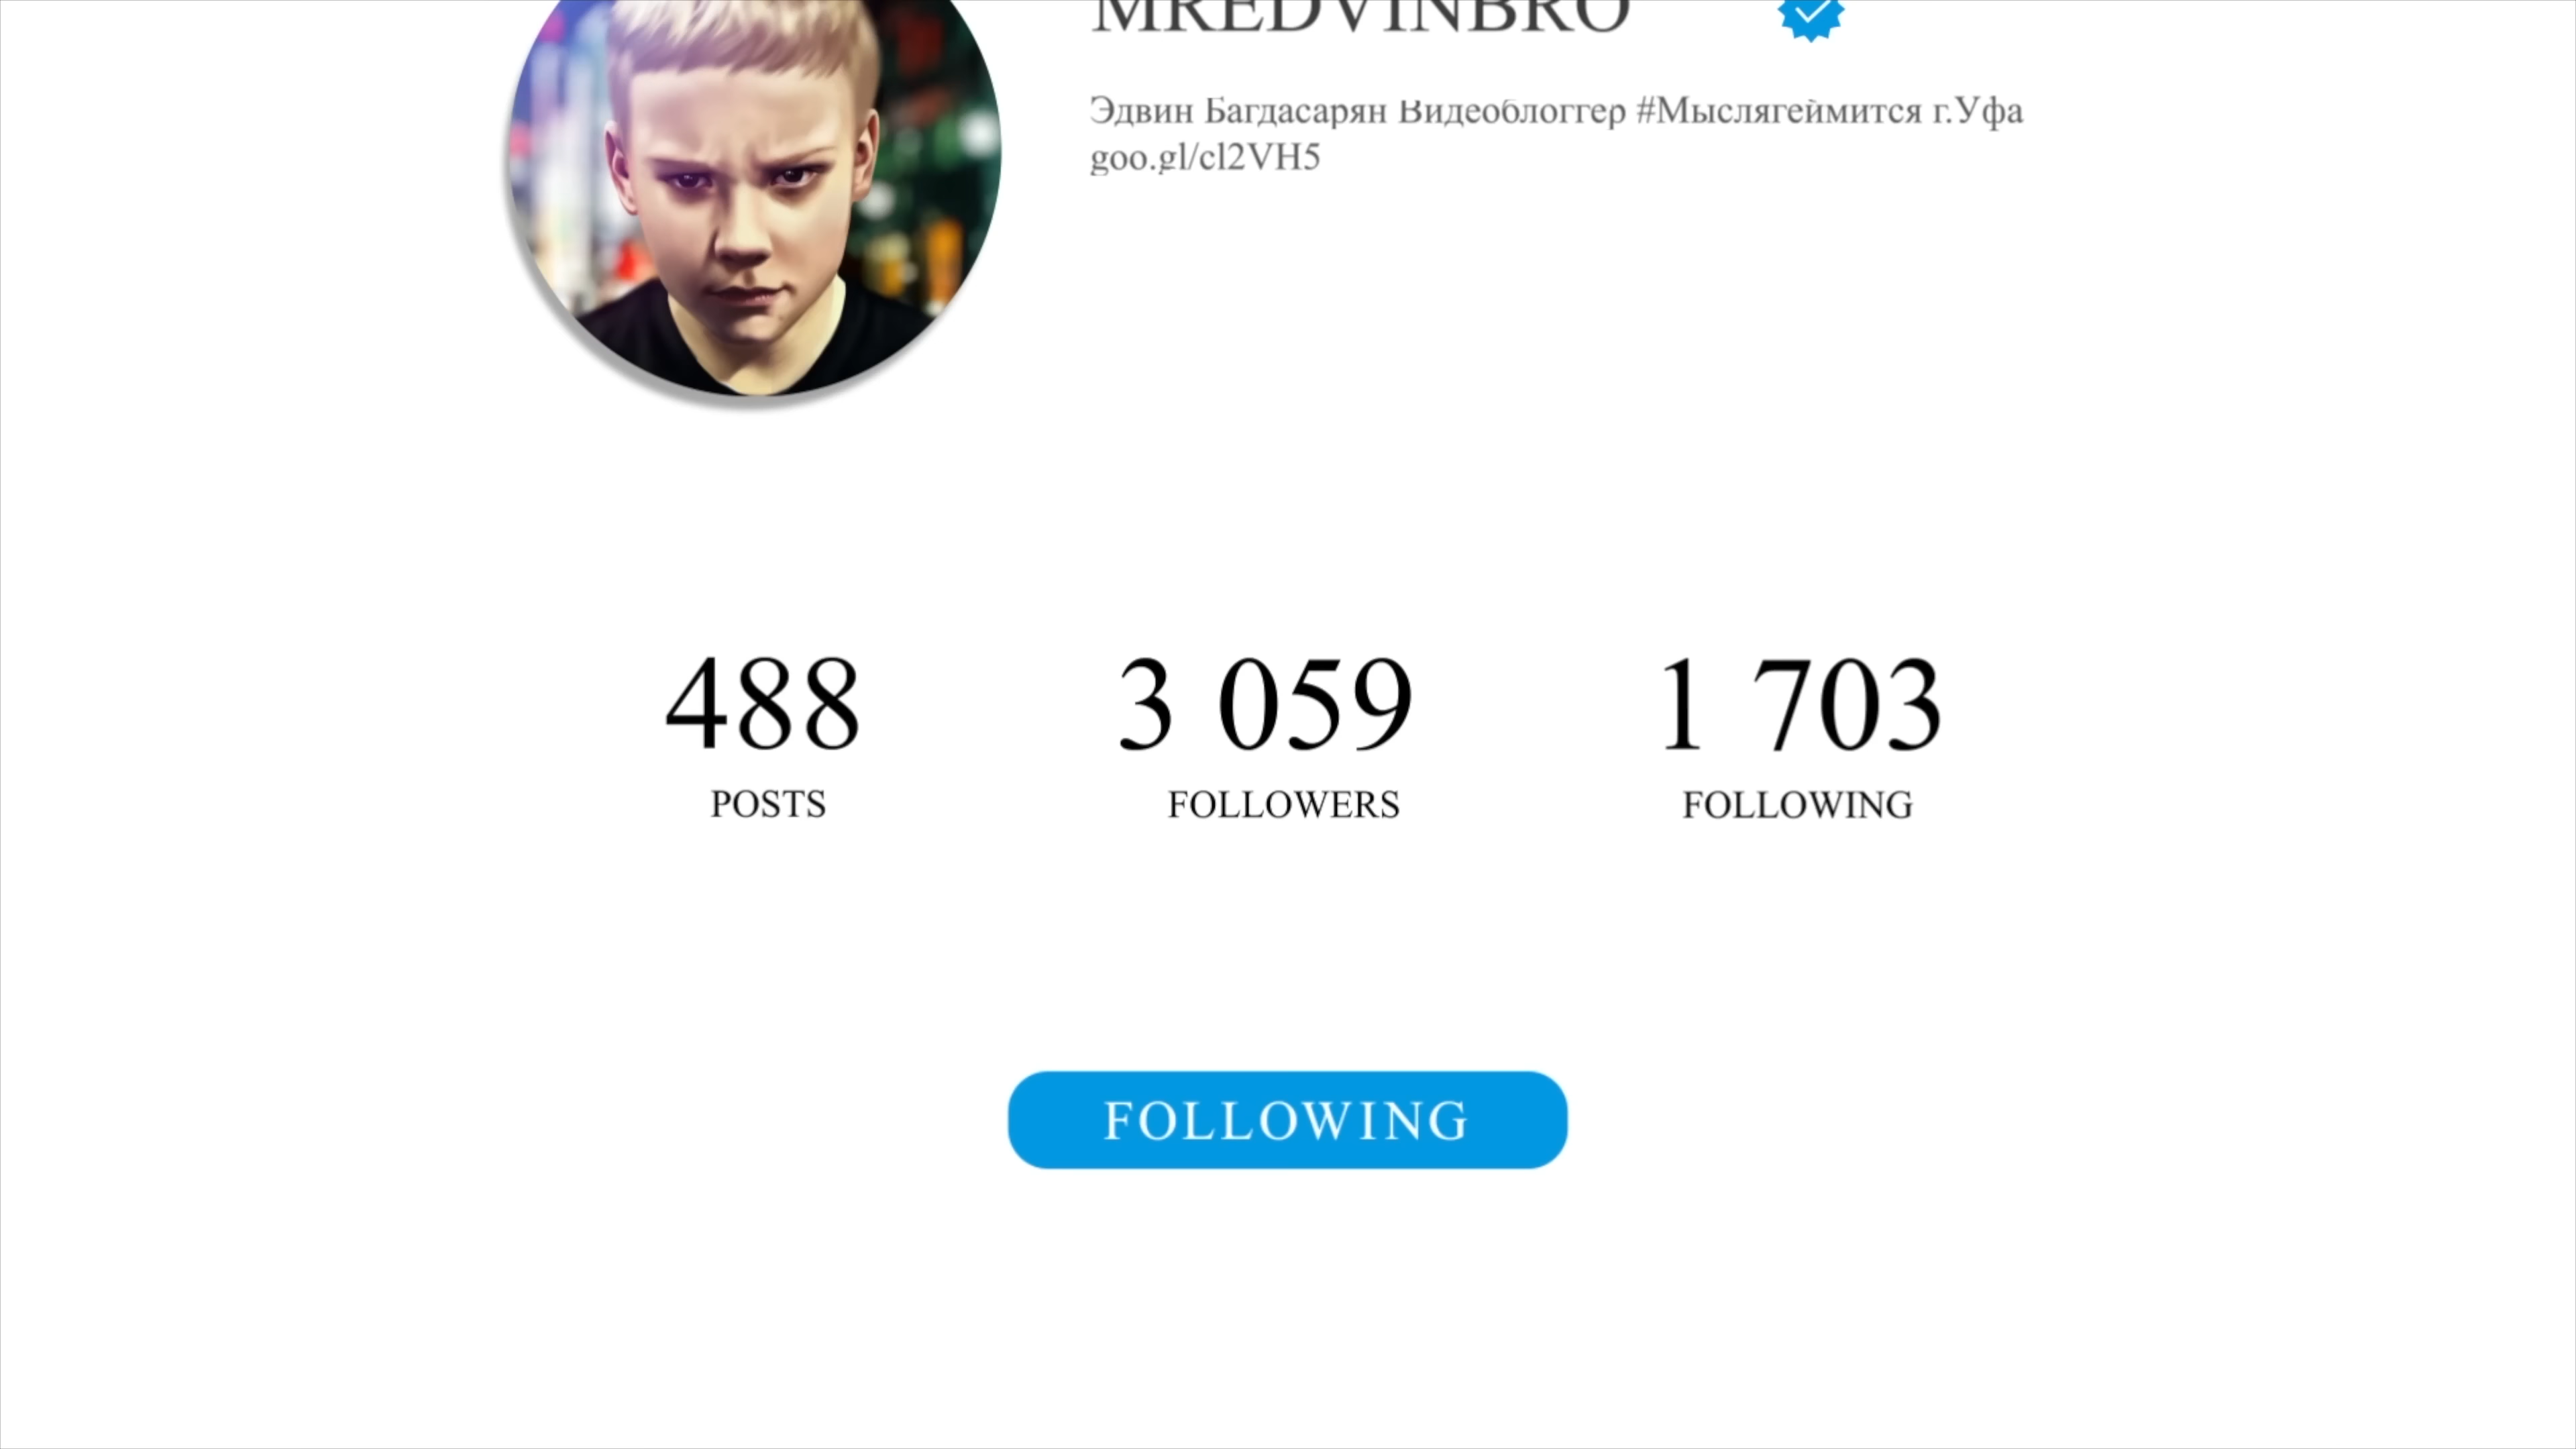 MREDVINBRO
Эдвин Багдасарян Видеоблоггер #Мыслягеймится г.Уфа
goo.gl/cl2VH5
488
3 059
1 703
POSTS
FOLLOWERS
FOLLOWING
FOLLOWING